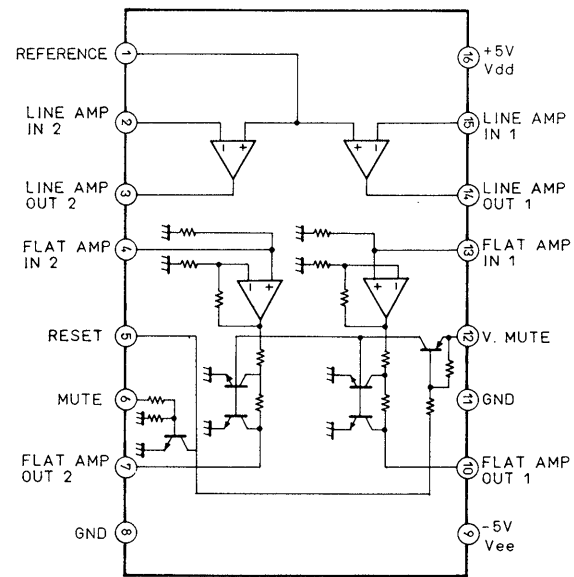 REFERENCE
1
16
+5V
Vdd
LINE AMP
IN 2
2
15
LINE AMP
IN 1
- +
+ -
LINE AMP
OUT 2
3
14
LINE AMP
OUT 1
FLAT AMP
IN 2
4
13
FLAT AMP
IN 1
- +
+ -
RESET
5
12
V. MUTE
MUTE
6
11
GND
FLAT AMP
OUT 2
7
10
FLAT AMP
OUT 1
GND
8
9
-5V
Vee